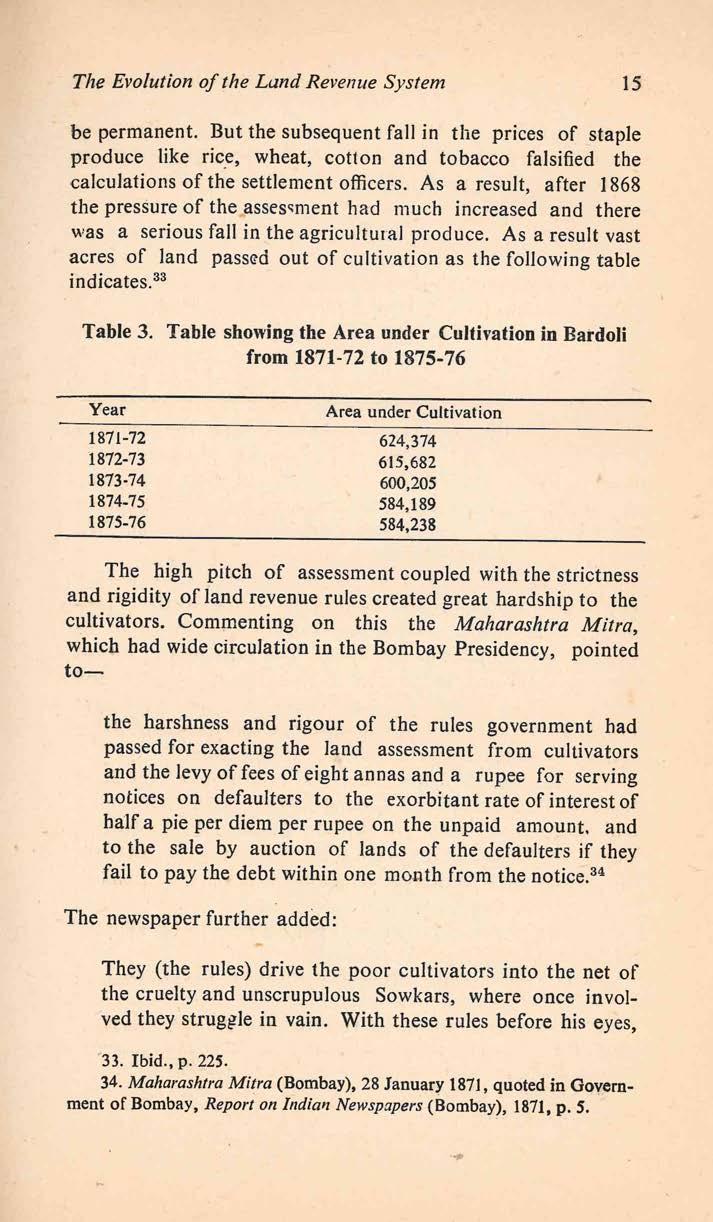 The Evolution of the Land Revenue System 15
be permanent. But the subsequent fall in the prices of staple
produce like rice, wheat, cotton and tobacco falsified the
calculations of the settlement officers. As a result, after 1868
the pressure of the assessment had much increased and there
was a serious fall in the agricultural produce. As a result vast
acres of land passed out of cultivation as the following table
indicates.³³
Table 3. Table showing the Area under Cultivation in Bardoli
from 1871-72 to 1875-76
Year Area under Cultivation
1871-72 624,374
1872-73 615,682
1873-74 600,205
1874-75 584,189
1875-76 584,238
The high pitch of assessment coupled with the strictness
and rigidity of land revenue rules created great hardship to the
cultivators. Commenting on this the Maharashtra Mitra,
which had wide circulation in the Bombay Presidency, pointed
to—
the harshness and rigour of the rules government had
passed for exacting the land assessment from cultivators
and the levy of fees of eight annas and a rupee for serving
notices on defaulters to the exorbitant rate of interest of
half a pie per diem per rupee on the unpaid amount, and
to the sale by auction of lands of the defaulters if they
fail to pay the debt within one month from the notice.³⁴
The newspaper further added:
They (the rules) drive the poor cultivators into the net of
the cruelty and unscrupulous Sowkars, where once invol-
ved they struggle in vain. With these rules before his eyes,
33. Ibid., p. 225.
34. Maharashtra Mitra (Bombay), 28 January 1871, quoted in Govern-
ment of Bombay, Report on Indian Newspapers (Bombay), 1871, p. 5.